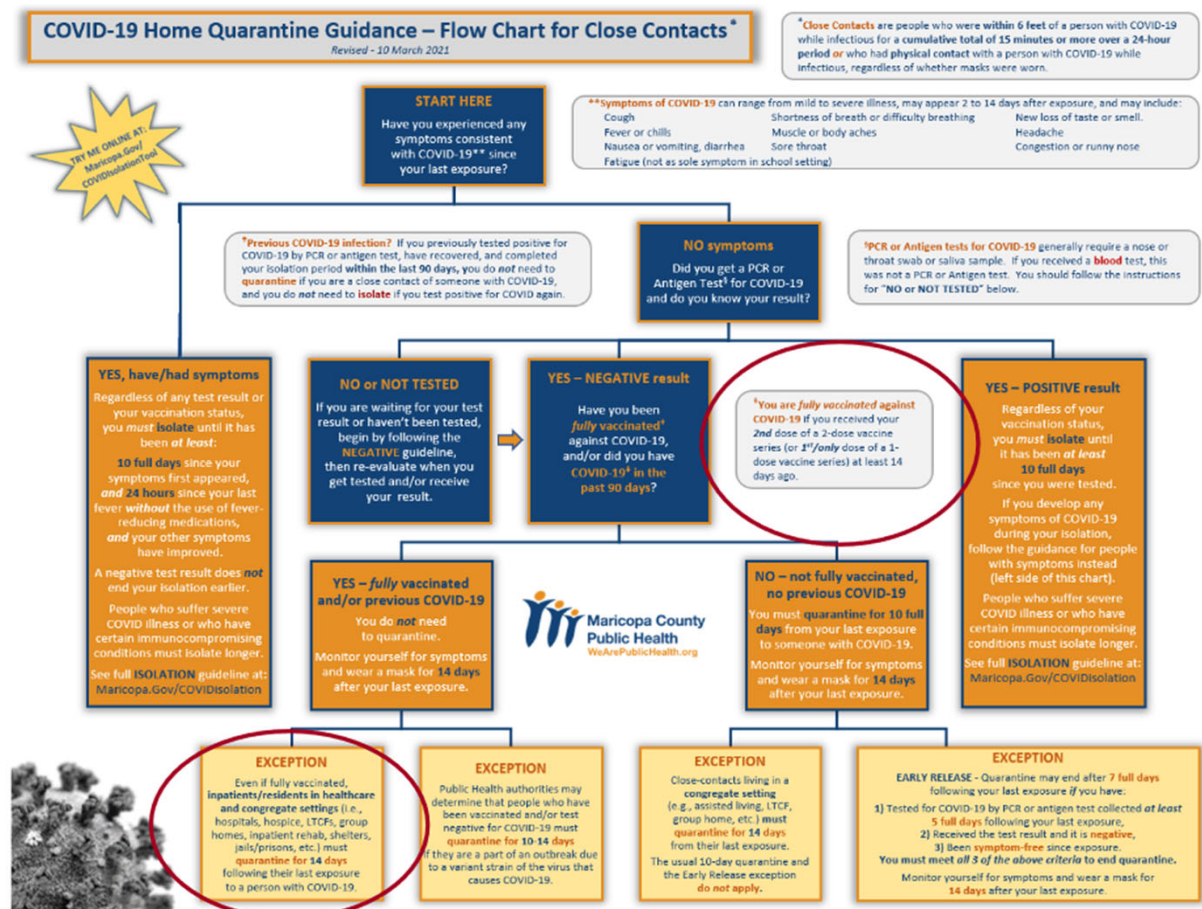 COVID-19 Home Quarantine Guidance – Flow Chart for Close Contacts*
Revised - 10 March 2021
*Close Contacts are people who were within 6 feet of a person with COVID-19
while infectious for a cumulative total of 15 minutes or more over a 24-hour
period or who had physical contact with a person with COVID-19 while
infectious, regardless of whether masks were worn.
TRY ME ONLINE AT:
Maricopa.Gov/
COVIDIsolationTool
START HERE
Have you experienced any
symptoms consistent
with COVID-19** since
your last exposure?
**Symptoms of COVID-19 can range from mild to severe illness, may appear 2 to 14 days after exposure, and may include:
Cough Shortness of breath or difficulty breathing New loss of taste or smell.
Fever or chills Muscle or body aches Headache
Nausea or vomiting, diarrhea Sore throat Congestion or runny nose
Fatigue (not as sole symptom in school setting)
‡Previous COVID-19 infection? If you previously tested positive for
COVID-19 by PCR or antigen test, have recovered, and completed
your isolation period within the last 90 days, you do not need to
quarantine if you are a close contact of someone with COVID-19,
and you do not need to isolate if you test positive for COVID again.
NO symptoms
Did you get a PCR or
Antigen Test§ for COVID-19
and do you know your result?
§PCR or Antigen tests for COVID-19 generally require a nose or
throat swab or saliva sample. If you received a blood test, this
was not a PCR or Antigen test. You should follow the instructions
for "NO or NOT TESTED" below.
YES, have/had symptoms
Regardless of any test result or
your vaccination status,
you must isolate until it has
been at least:
10 full days since your
symptoms first appeared,
and 24 hours since your last
fever without the use of fever-
reducing medications,
and your other symptoms
have improved.
A negative test result does not
end your isolation earlier.
People who suffer severe
COVID illness or who have
certain immunocompromising
conditions must isolate longer.
See full ISOLATION guideline at:
Maricopa.Gov/COVIDisolation
NO or NOT TESTED
If you are waiting for your test
result or haven't been tested,
begin by following the
NEGATIVE guideline,
then re-evaluate when you
get tested and/or receive
your result.
YES – NEGATIVE result
Have you been
fully vaccinated†
against COVID-19,
and/or did you have
COVID-19‡ in the
past 90 days?
†You are fully vaccinated against
COVID-19 if you received your
2nd dose of a 2-dose vaccine
series (or 1st/only dose of a 1-
dose vaccine series) at least 14
days ago.
YES – POSITIVE result
Regardless of your
vaccination status,
you must isolate until
it has been at least
10 full days
since you were tested.
If you develop any
symptoms of COVID-19
during your isolation,
follow the guidance for people
with symptoms instead
(left side of this chart).
People who suffer severe
COVID illness or who have
certain immunocompromising
conditions must isolate longer.
See full ISOLATION guideline at:
Maricopa.Gov/COVIDisolation
YES – fully vaccinated
and/or previous COVID-19
You do not need
to quarantine.
Monitor yourself for symptoms
and wear a mask for 14 days
after your last exposure.
Maricopa County
Public Health
WeArePublicHealth.org
NO – not fully vaccinated,
no previous COVID-19
You must quarantine for 10 full
days from your last exposure
to someone with COVID-19.
Monitor yourself for symptoms
and wear a mask for 14 days
after your last exposure.
EXCEPTION
Even if fully vaccinated,
inpatients/residents in healthcare
and congregate settings (i.e.,
hospitals, hospice, LTCFs, group
homes, inpatient rehab, shelters,
jails/prisons, etc.) must
quarantine for 14 days
following their last exposure
to a person with COVID-19.
EXCEPTION
Public Health authorities may
determine that people who have
been vaccinated and/or test
negative for COVID-19 must
quarantine for 10-14 days
if they are a part of an outbreak due
to a variant strain of the virus that
causes COVID-19.
EXCEPTION
Close-contacts living in a
congregate setting
(e.g., assisted living, LTCF,
group home, etc.) must
quarantine for 14 days
from their last exposure.
The usual 10-day quarantine and
the Early Release exception
do not apply.
EXCEPTION
EARLY RELEASE - Quarantine may end after 7 full days
following your last exposure if you have:
1) Tested for COVID-19 by PCR or antigen test collected at least
5 full days following your last exposure,
2) Received the test result and it is negative,
3) Been symptom-free since exposure.
You must meet all 3 of the above criteria to end quarantine.
Monitor yourself for symptoms and wear a mask for
14 days after your last exposure.